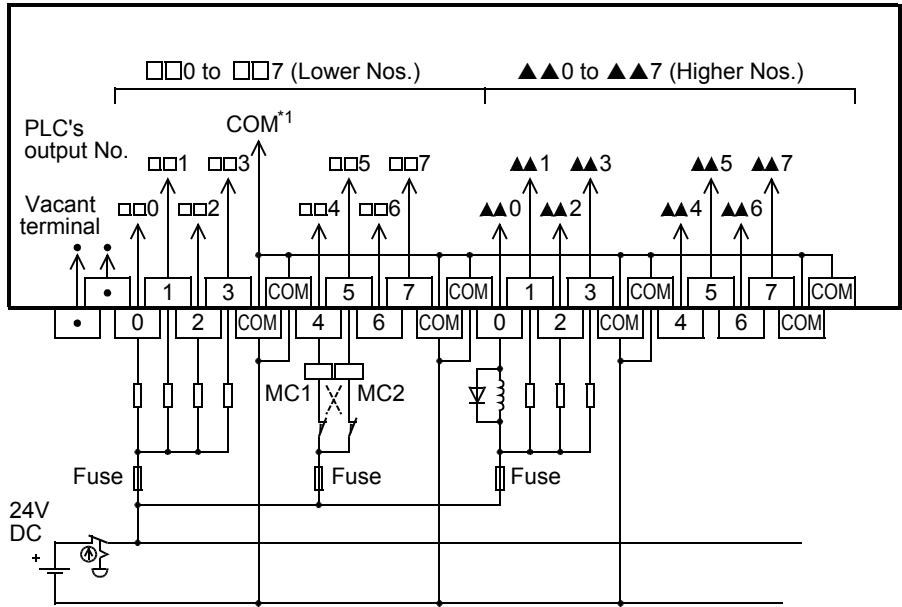 □□0 to □□7 (Lower Nos.) ▲▲0 to ▲▲7 (Higher Nos.)
PLC's
output No.
COM*1
□□1 □□3 □□5 □□7 ▲▲1 ▲▲3 ▲▲5 ▲▲7
Vacant
terminal
□□0 □□2 □□4 □□6 ▲▲0 ▲▲2 ▲▲4 ▲▲6
• •
• 1 3 COM 5 7 COM 1 3 COM 5 7 COM
• 0 2 COM 4 6 COM 0 2 COM 4 6 COM
MC1 MC2
Fuse Fuse Fuse
24V
DC
+